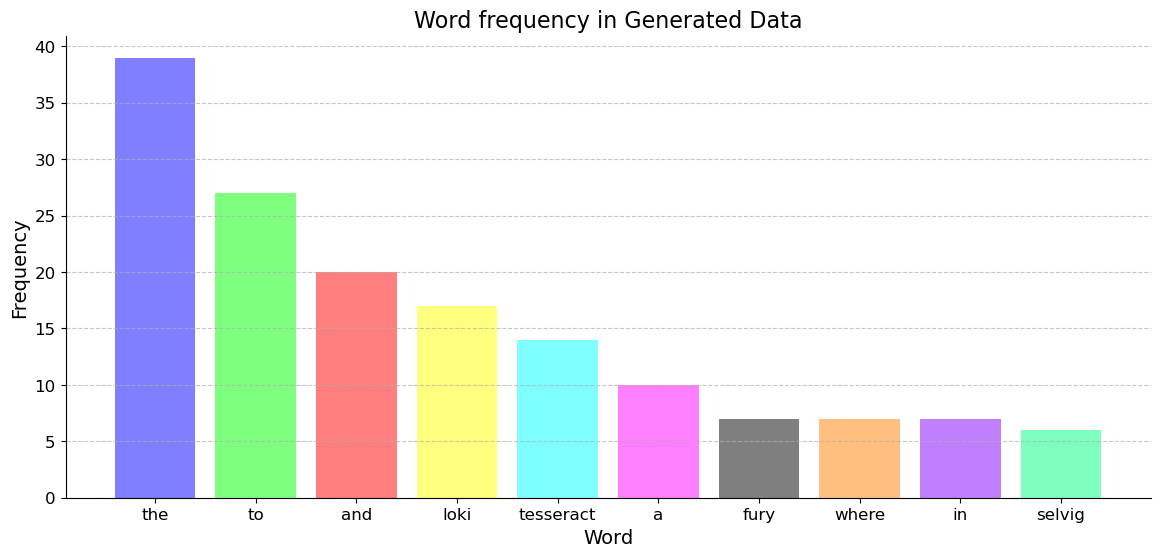 Word frequency in Generated Data
Frequency
40
35
30
25
20
15
10
5
0
the to and loki tesseract a fury where in selvig
Word